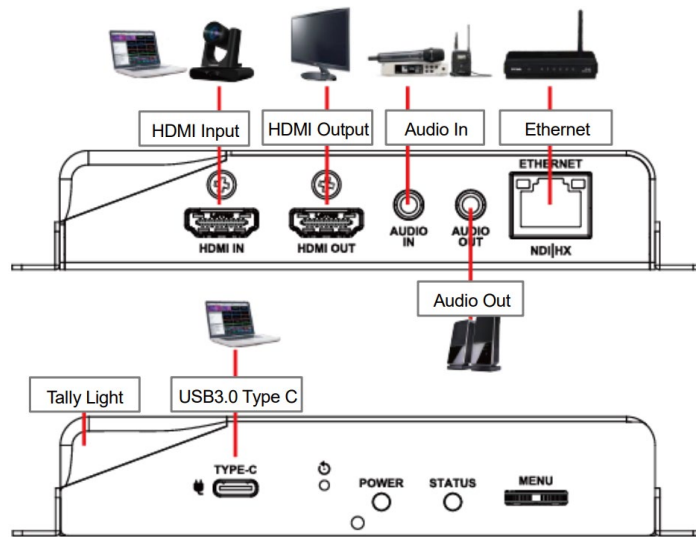 HDMI Input
HDMI Output
Audio In
Ethernet
ETHERNET
HDMI IN
HDMI OUT
AUDIO
IN
AUDIO
OUT
NDI|HX
Audio Out
Tally Light
USB3.0 Type C
TYPE-C
POWER
STATUS
MENU